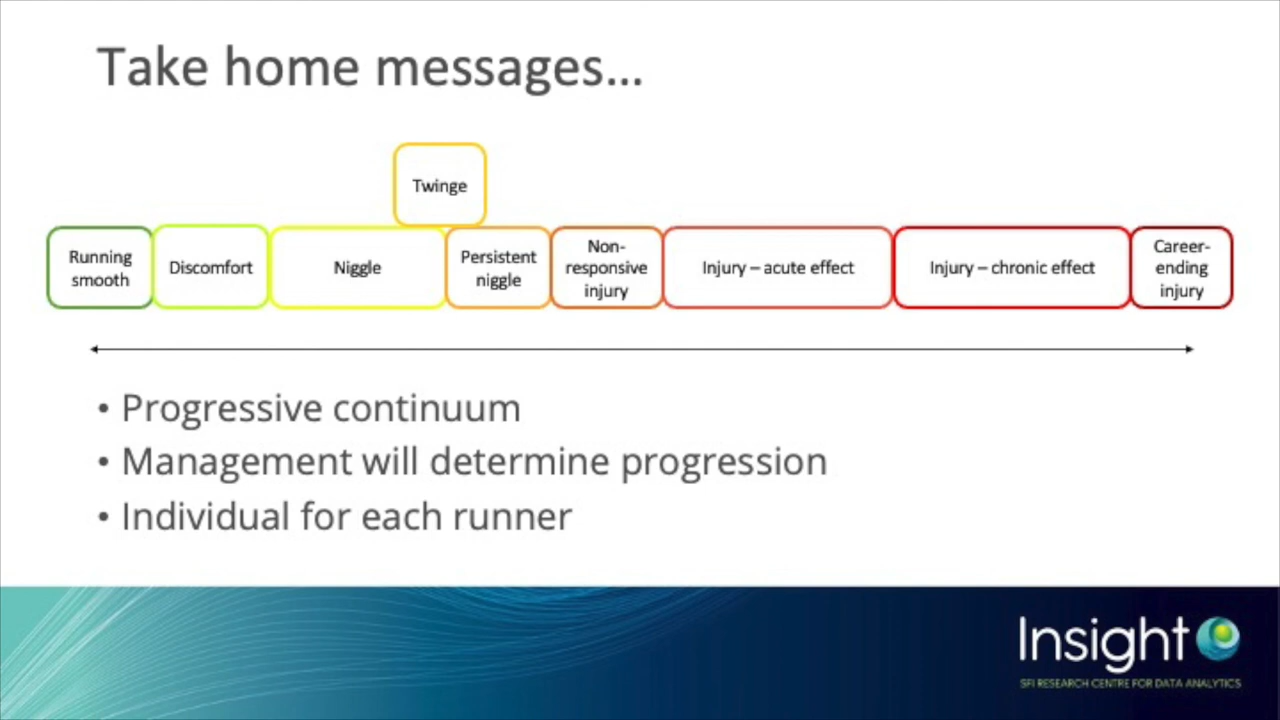 Take home messages...
Twinge
Running
smooth
Discomfort
Niggle
Persistent
niggle
Non-
responsive
injury
Injury – acute effect
Injury – chronic effect
Career-
ending
injury
• Progressive continuum
• Management will determine progression
• Individual for each runner
Insight
SFI RESEARCH CENTRE FOR DATA ANALYTICS